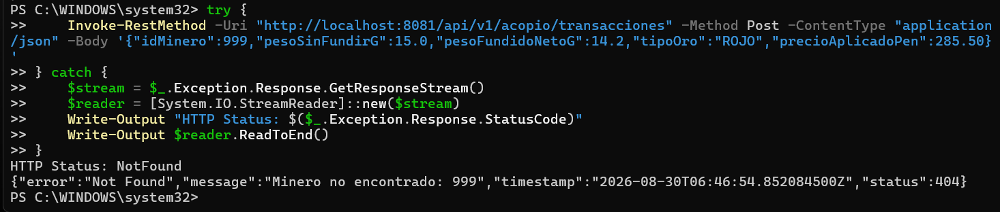 PS C:\WINDOWS\system32> try {
>>     Invoke-RestMethod -Uri "http://localhost:8081/api/v1/acopio/transacciones" -Method Post -ContentType "application
/json" -Body '{"idMinero":999,"pesoSinFundirG":15.0,"pesoFundidoNetoG":14.2,"tipoOro":"ROJO","precioAplicadoPen":285.50}
'
>> } catch {
>>     $stream = $_.Exception.Response.GetResponseStream()
>>     $reader = [System.IO.StreamReader]::new($stream)
>>     Write-Output "HTTP Status: $($_.Exception.Response.StatusCode)"
>>     Write-Output $reader.ReadToEnd()
>> }
HTTP Status: NotFound
{"error":"Not Found","message":"Minero no encontrado: 999","timestamp":"2026-08-30T06:46:54.852084500Z","status":404}
PS C:\WINDOWS\system32>